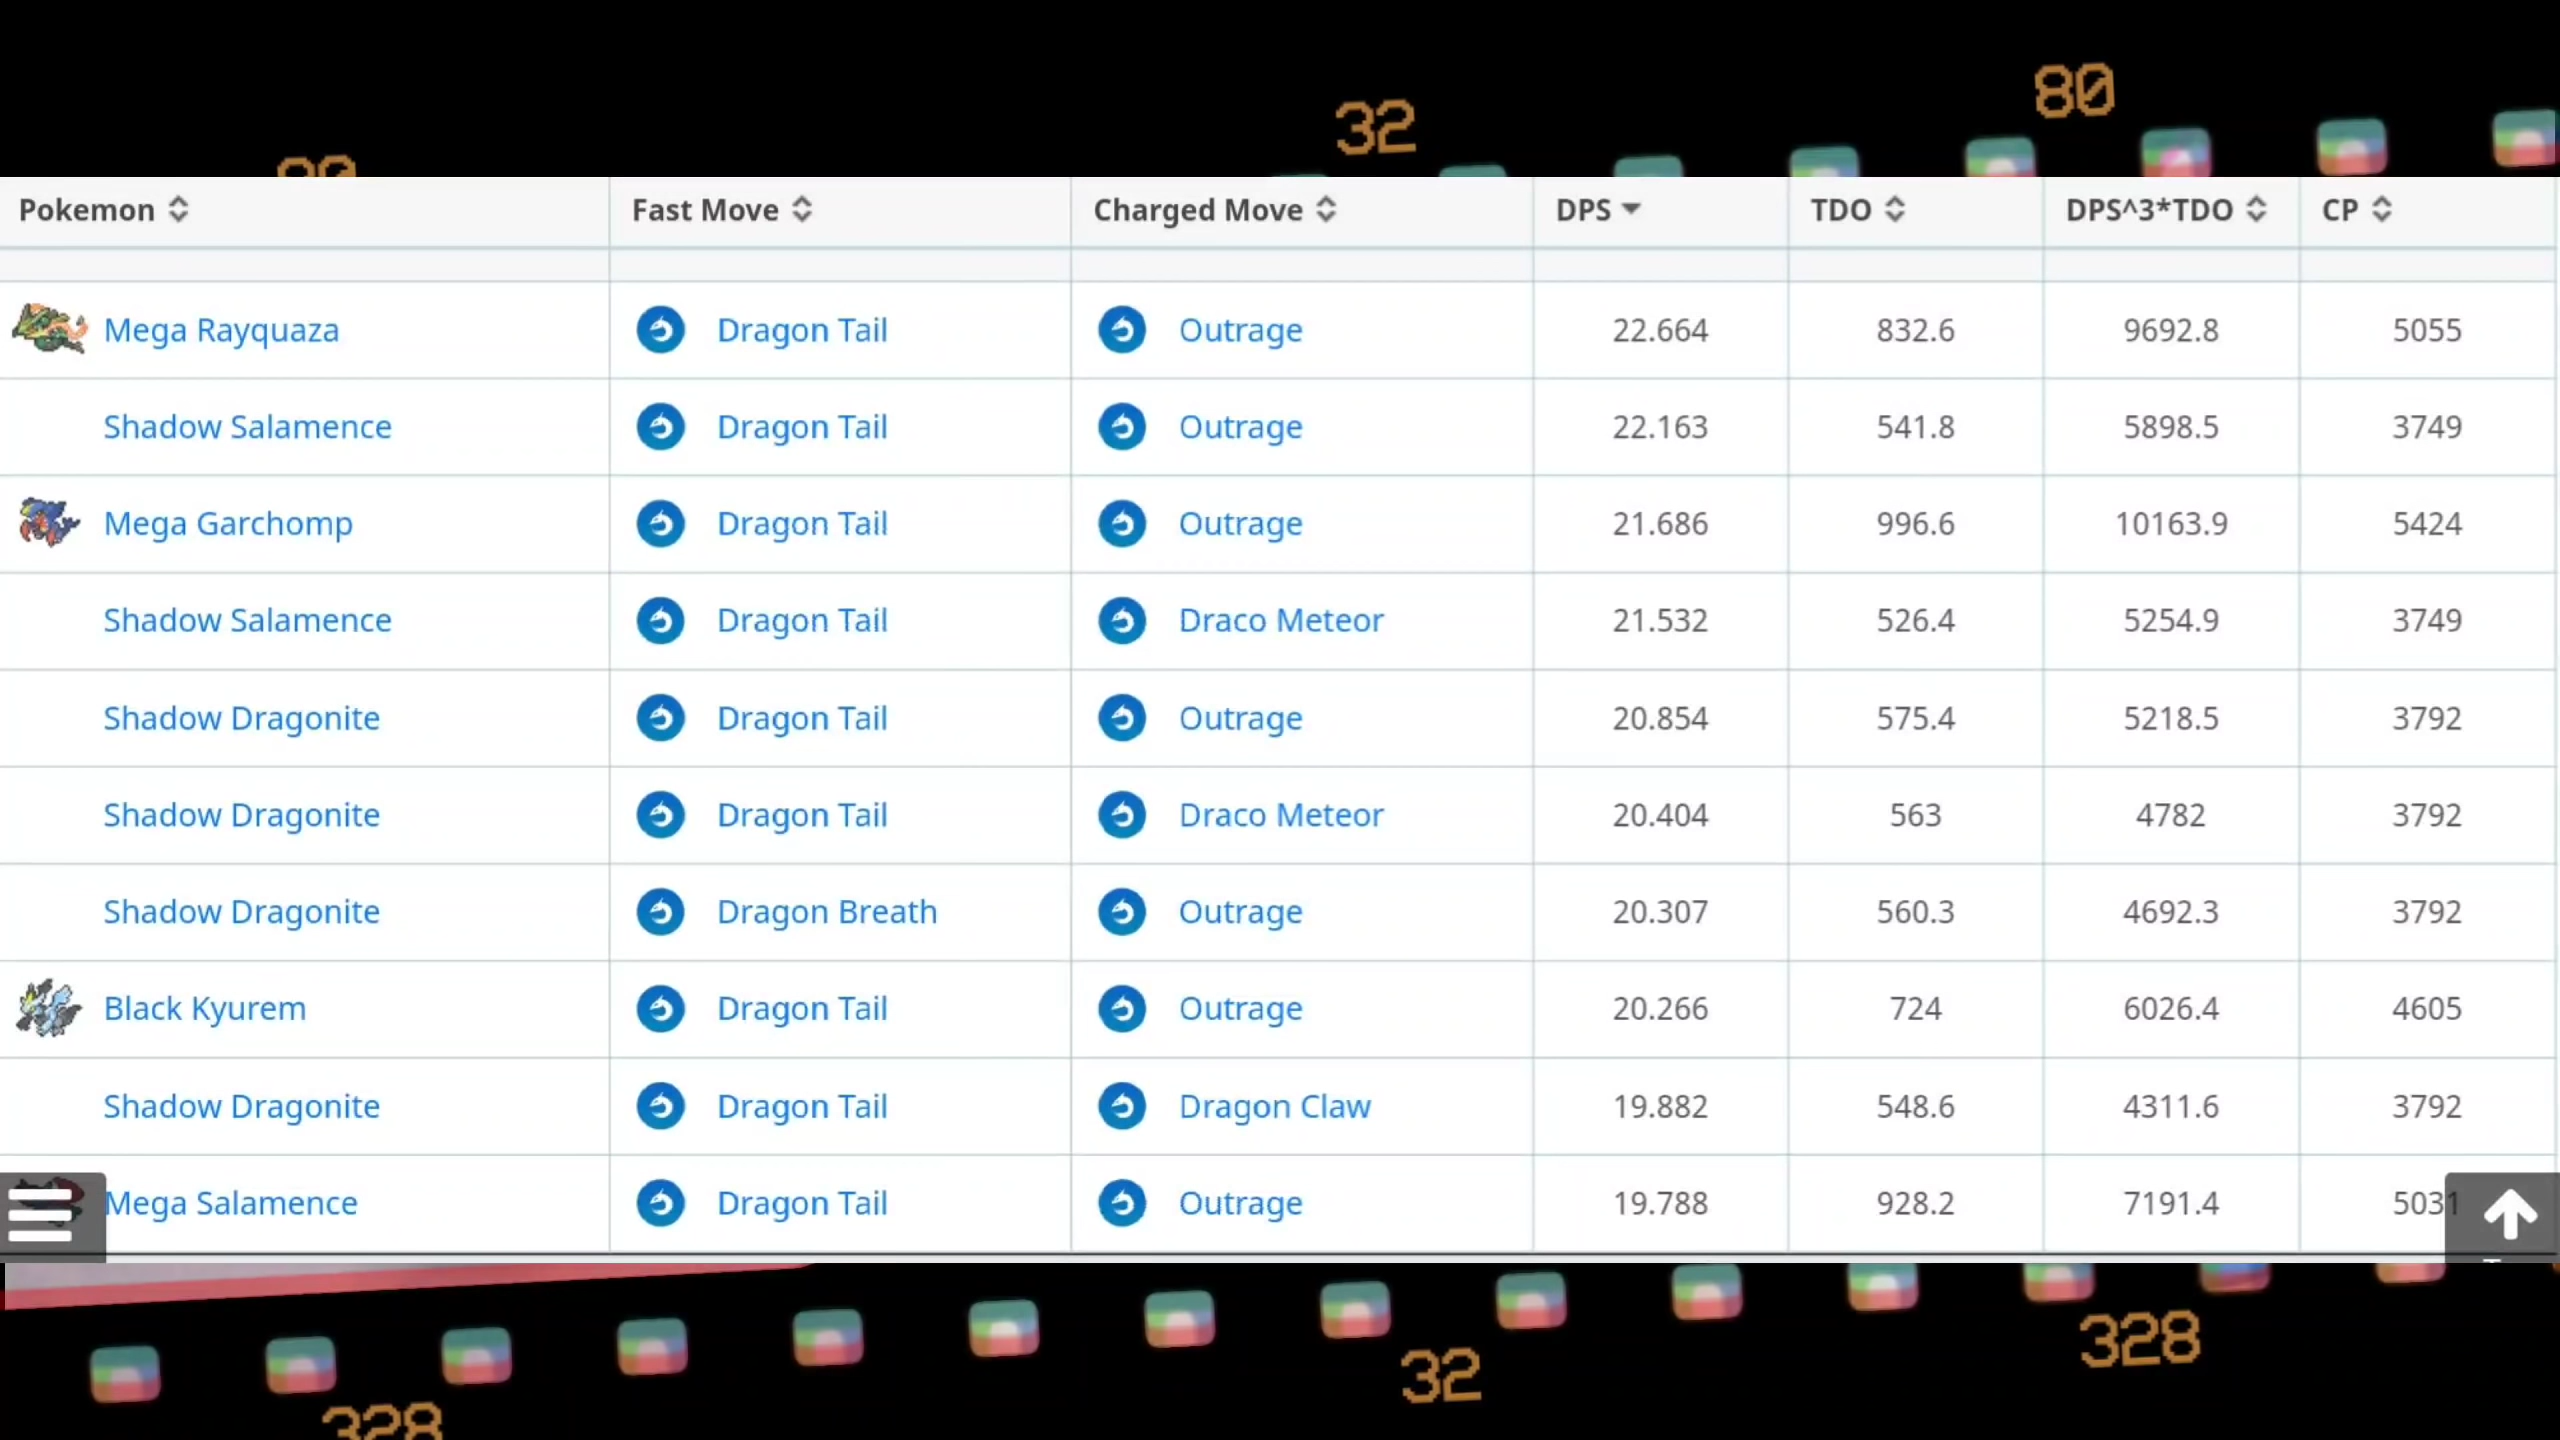 80
32
Pokemon Fast Move Charged Move DPS TDO DPS^3*TDO CP
Mega Rayquaza Dragon Tail Outrage 22.664 832.6 9692.8 5055
Shadow Salamence Dragon Tail Outrage 22.163 541.8 5898.5 3749
Mega Garchomp Dragon Tail Outrage 21.686 996.6 10163.9 5424
Shadow Salamence Dragon Tail Draco Meteor 21.532 526.4 5254.9 3749
Shadow Dragonite Dragon Tail Outrage 20.854 575.4 5218.5 3792
Shadow Dragonite Dragon Tail Draco Meteor 20.404 563 4782 3792
Shadow Dragonite Dragon Breath Outrage 20.307 560.3 4692.3 3792
Black Kyurem Dragon Tail Outrage 20.266 724 6026.4 4605
Shadow Dragonite Dragon Tail Dragon Claw 19.882 548.6 4311.6 3792
Mega Salamence Dragon Tail Outrage 19.788 928.2 7191.4 5031
328
32
328